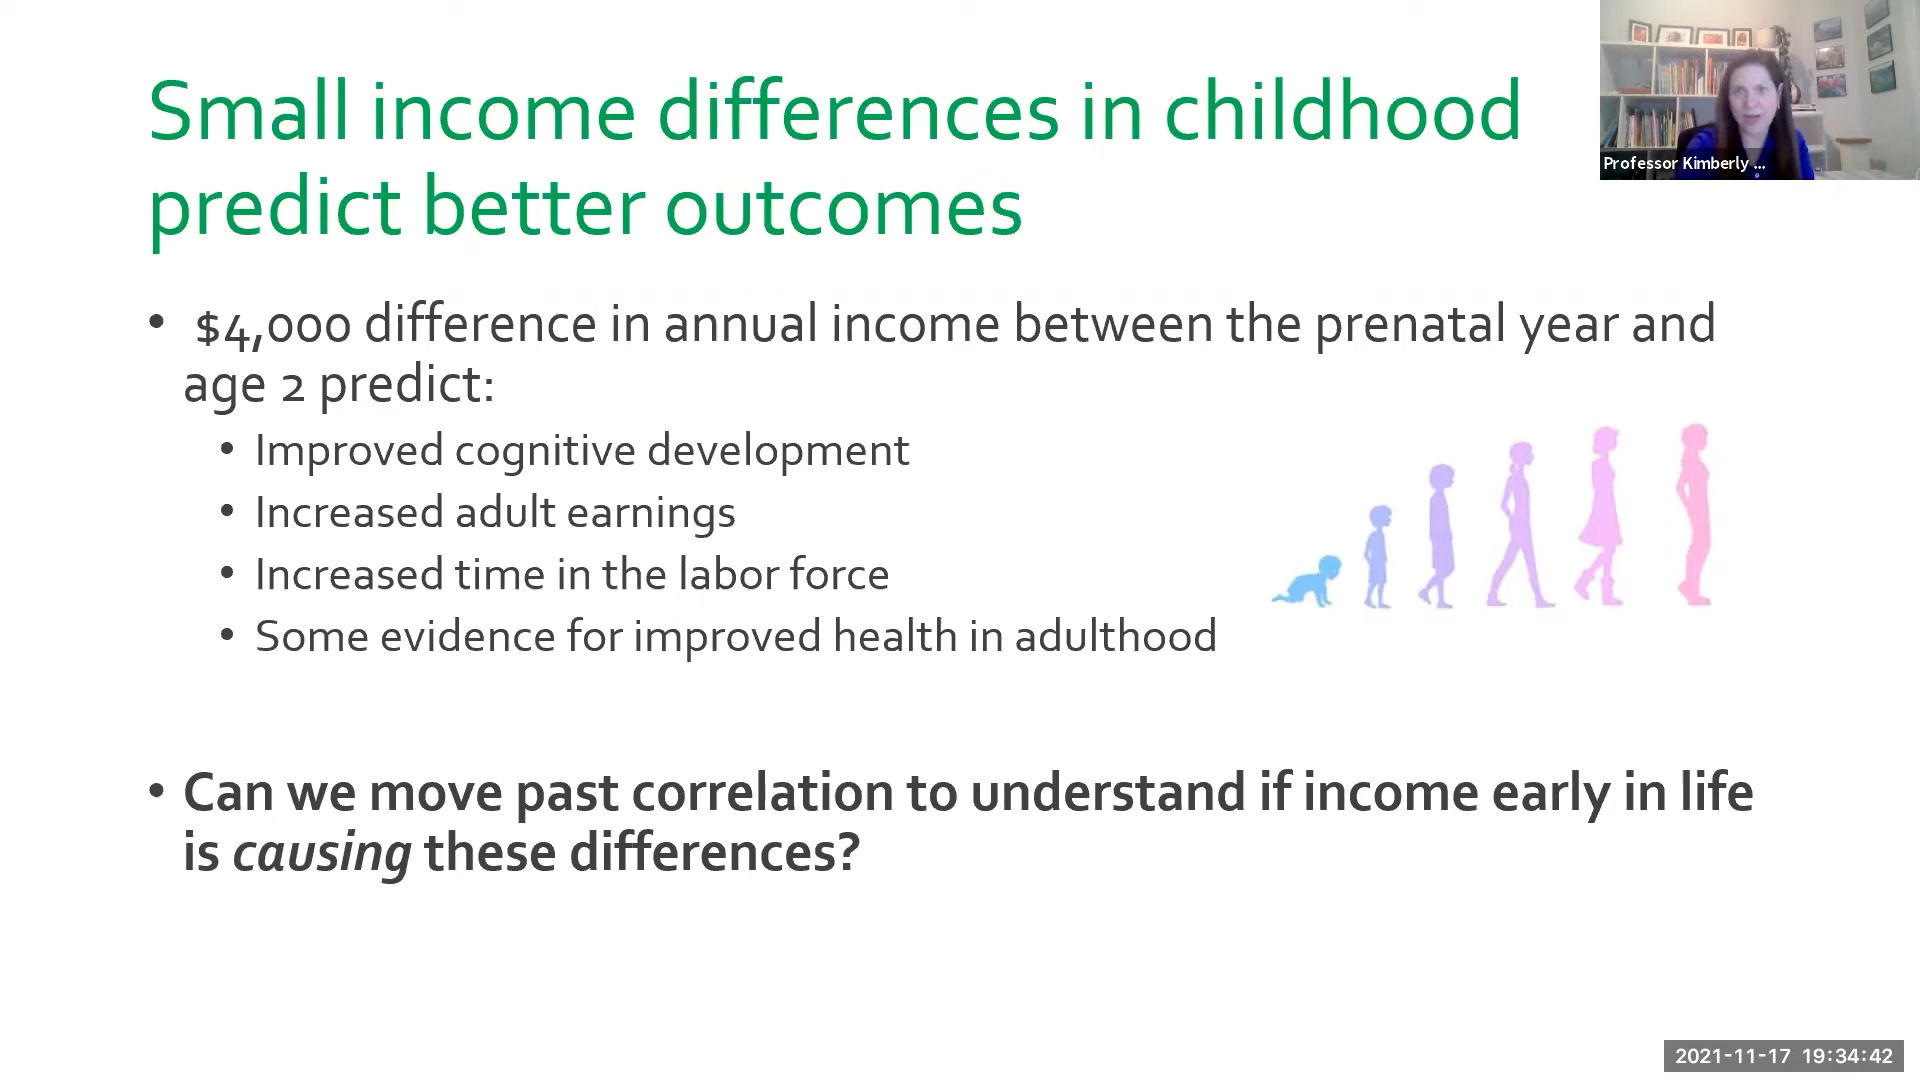 Small income differences in childhood
predict better outcomes
Professor Kimberly ...
• $4,000 difference in annual income between the prenatal year and
age 2 predict:
• Improved cognitive development
• Increased adult earnings
• Increased time in the labor force
• Some evidence for improved health in adulthood
• Can we move past correlation to understand if income early in life
is causing these differences?
2021-11-17 19:34:42